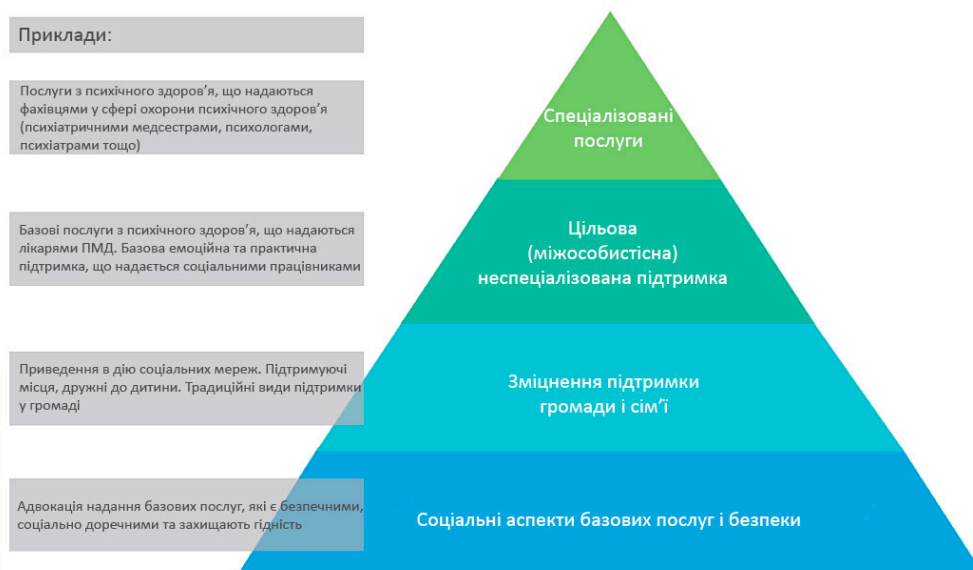 Приклади:
Послуги з психічного здоров’я, що надаються
фахівцями у сфері охорони психічного здоров’я
(психіатричними медсестрами, психологами,
психіатрами тощо)
Спеціалізовані
послуги
Базові послуги з психічного здоров’я, що надаються
лікарями ПМД. Базова емоційна та практична
підтримка, що надається соціальними працівниками
Цільова
(міжособистісна)
неспеціалізована підтримка
Приведення в дію соціальних мереж. Підтримуючі
місця, дружні до дитини. Традиційні види підтримки
у громаді
Зміцнення підтримки
громади і сім’ї
Адвокація надання базових послуг, які є безпечними,
соціально доречними та захищають гідність
Соціальні аспекти базових послуг і безпеки